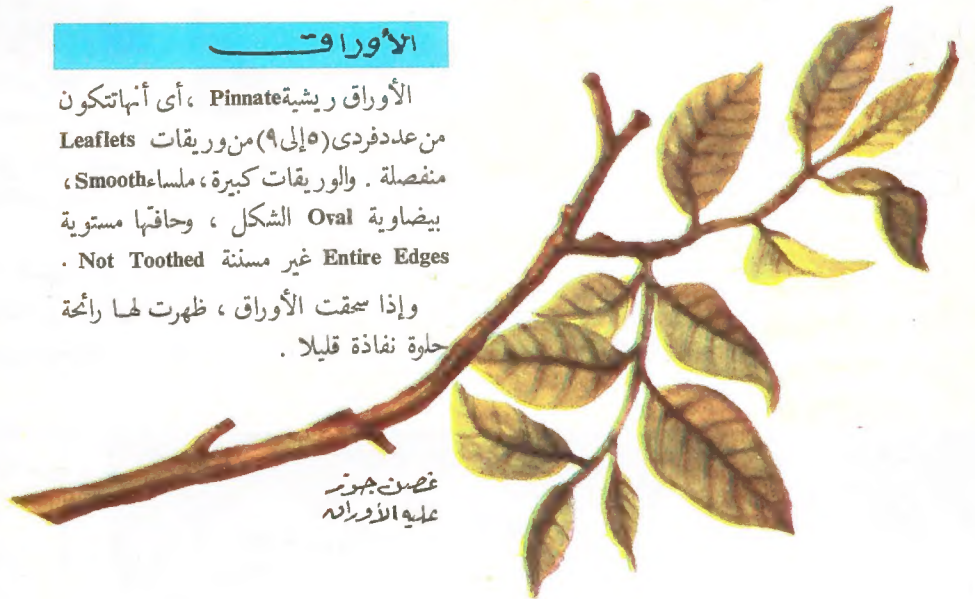 الأوراق
الأوراق ريشية Pinnate ، أى أنها تتكون
من عدد فردى (٥ إلى ٩) من وريقات Leaflets
منفصلة . والوريقات كبيرة ، ملساء Smooth ،
بيضاوية Oval الشكل ، وحافتها مستوية
Entire Edges غير مسننة Not Toothed .
وإذا سحقت الأوراق ، ظهرت لها رائحة
حلوة نفاذة قليلا .
غصن جوز
عليه الأوراق